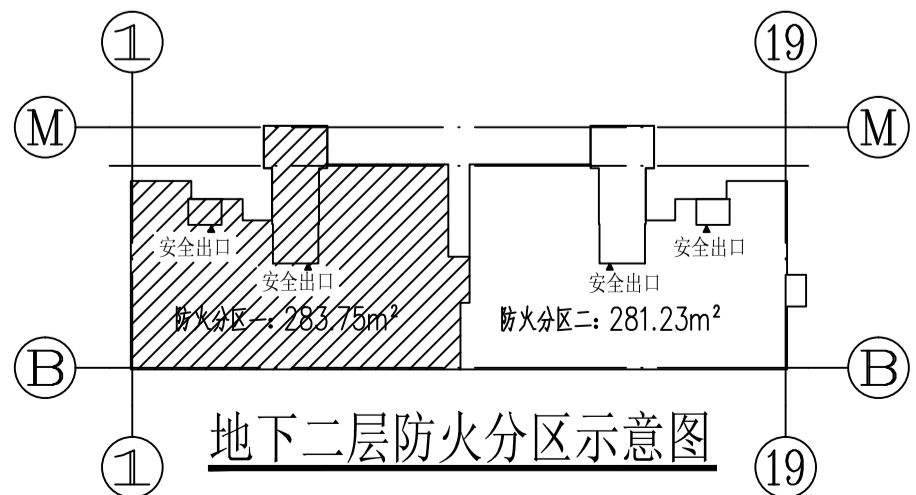 1 19
M M
安全出口 安全出口
安全出口 安全出口
防火分区一: 283.75m² 防火分区二: 281.23m²
B B
地下二层防火分区示意图
1 19